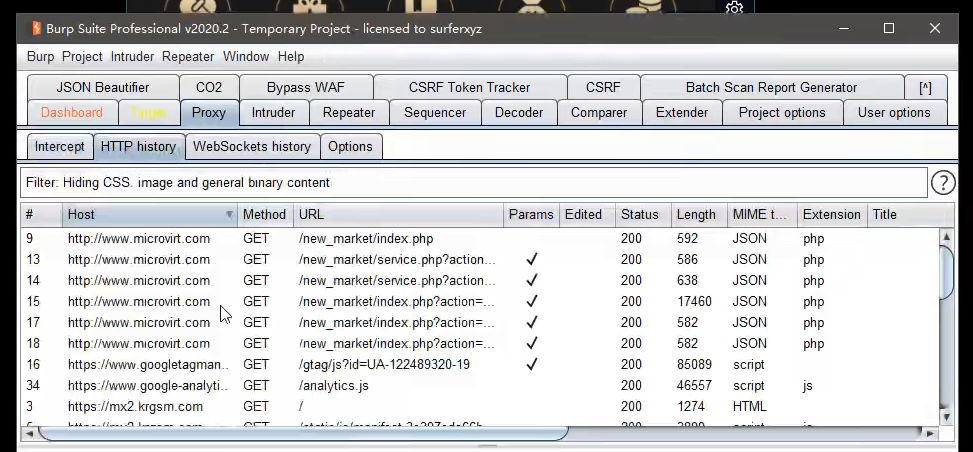 Burp Suite Professional v2020.2 - Temporary Project - licensed to surferxyz
Burp Project Intruder Repeater Window Help
JSON Beautifier CO2 Bypass WAF CSRF Token Tracker CSRF Batch Scan Report Generator [^]
Dashboard Target Proxy Intruder Repeater Sequencer Decoder Comparer Extender Project options User options
Intercept HTTP history WebSockets history Options
Filter: Hiding CSS. image and general binary content ?
# Host Method URL Params Edited Status Length MIME t... Extension Title
9 http://www.microvirt.com GET /new_market/index.php 200 592 JSON php
13 http://www.microvirt.com GET /new_market/service.php?action... ✓ 200 586 JSON php
14 http://www.microvirt.com GET /new_market/service.php?action... ✓ 200 638 JSON php
15 http://www.microvirt.com GET /new_market/index.php?action=... ✓ 200 17460 JSON php
17 http://www.microvirt.com GET /new_market/index.php?action=... ✓ 200 582 JSON php
18 http://www.microvirt.com GET /new_market/index.php?action=... ✓ 200 582 JSON php
16 https://www.googletagman... GET /gtag/js?id=UA-122489320-19 ✓ 200 85089 script
34 https://www.google-analyti... GET /analytics.js 200 46557 script js
3 https://mx2.krgsm.com GET / 200 1274 HTML
https://mx2.krgsm.com GET 200 script js